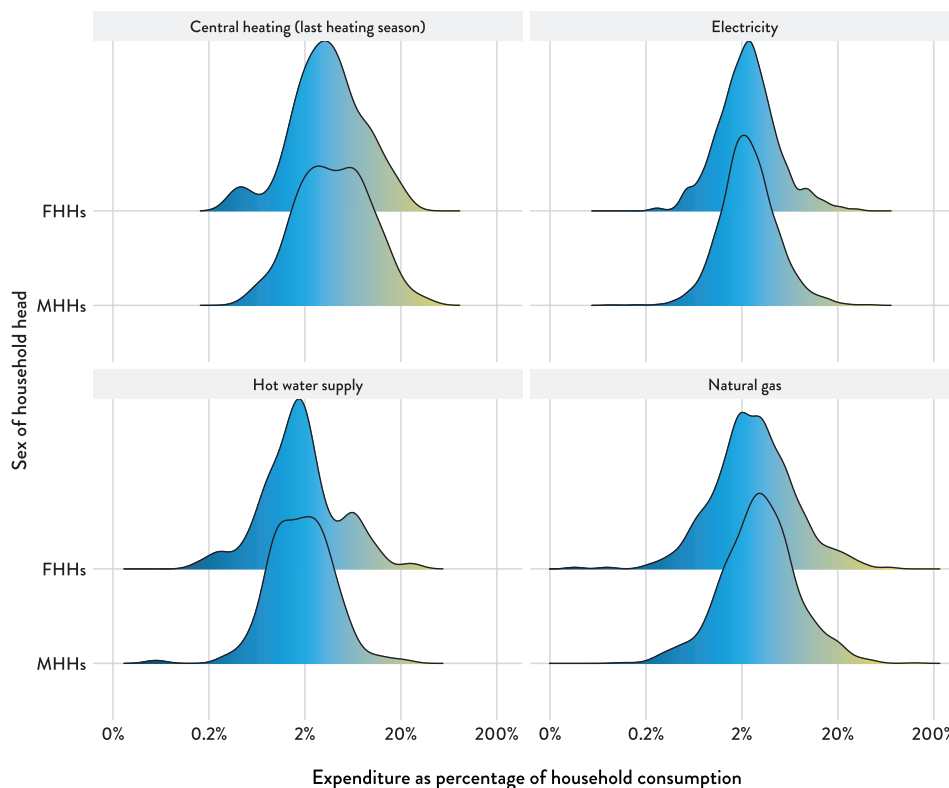 Central heating (last heating season)
Electricity
FHHs
MHHs
Hot water supply
Natural gas
FHHs
MHHs
Sex of household head
0% 0.2% 2% 20% 200%
0% 0.2% 2% 20% 200%
Expenditure as percentage of household consumption